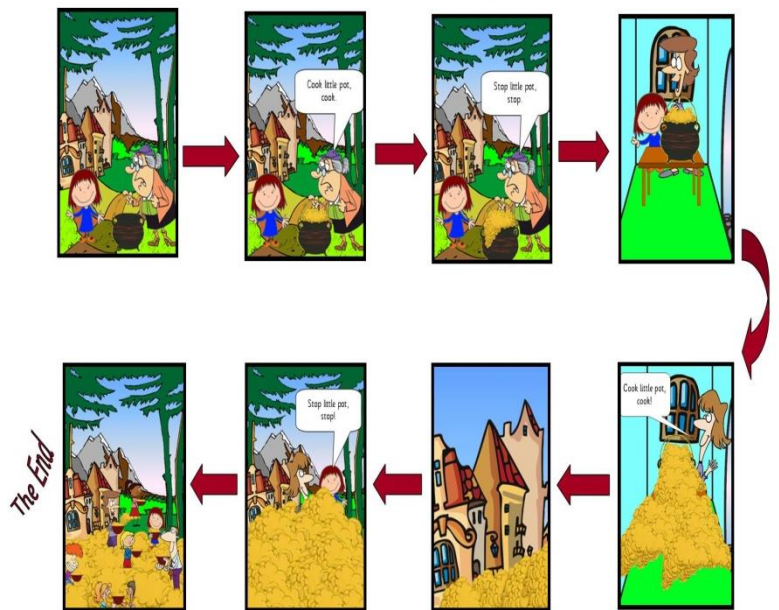 Cook little pot,
cook.
Stop little pot,
stop.
Cook little pot,
cook!
Stop little pot,
stop!
The End